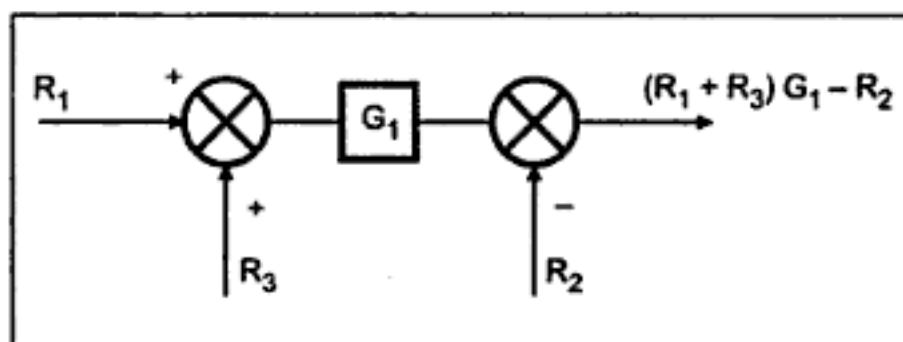 R₁
+
G₁
(R₁ + R₃) G₁ – R₂
+
–
R₃
R₂